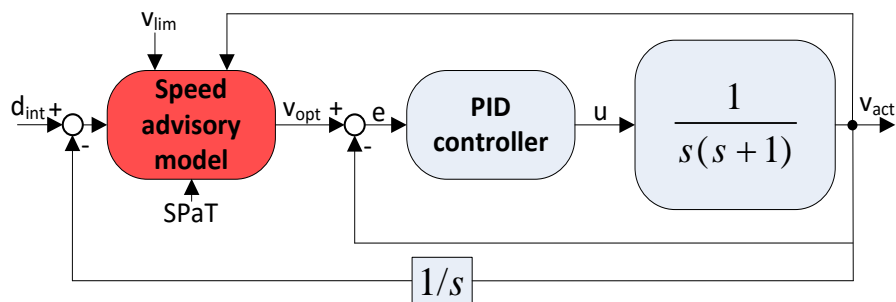 v_lim
d_int +
-
Speed
advisory
model
SPaT
v_opt +
-
e
PID
controller
u
1
s(s+1)
v_act
1/s